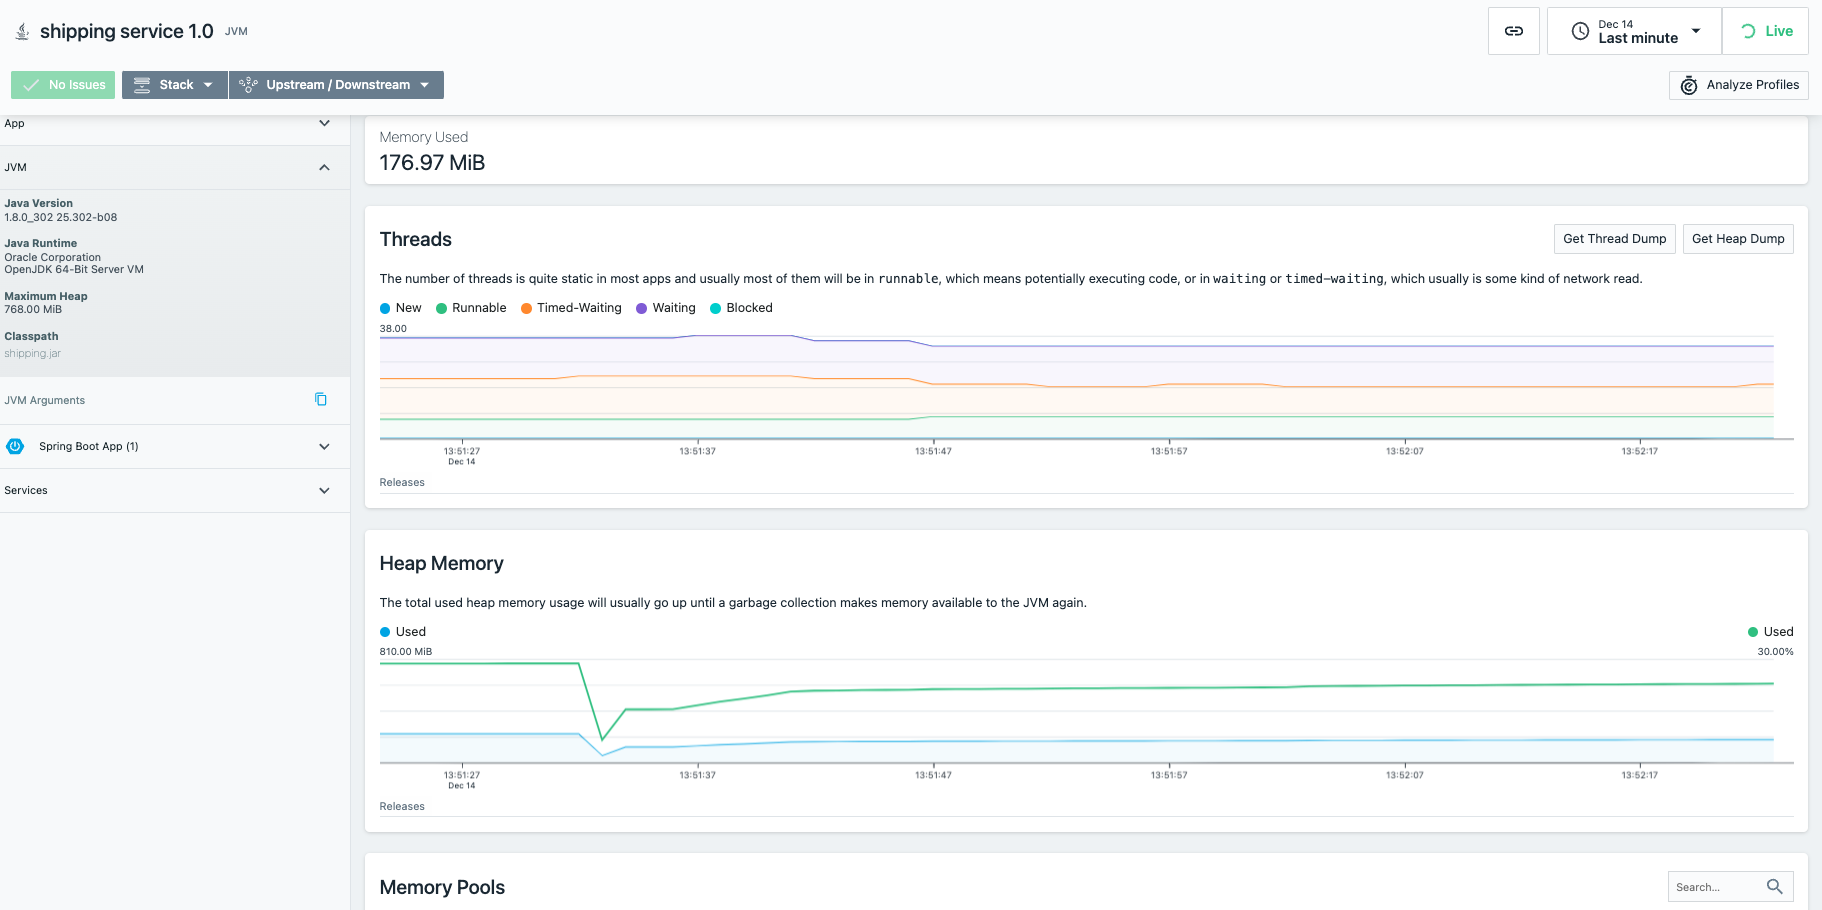 shipping service 1.0 JVM
Dec 14
Last minute
Live
No Issues
Stack
Upstream / Downstream
Analyze Profiles
App
JVM
Java Version
1.8.0_302 25.302-b08
Java Runtime
Oracle Corporation
OpenJDK 64-Bit Server VM
Maximum Heap
768.00 MiB
Classpath
shipping.jar
JVM Arguments
Spring Boot App (1)
Services
Memory Used
176.97 MiB
Threads
Get Thread Dump
Get Heap Dump
The number of threads is quite static in most apps and usually most of them will be in runnable, which means potentially executing code, or in waiting or timed-waiting, which usually is some kind of network read.
New Runnable Timed-Waiting Waiting Blocked
38.00
13:51:27 13:51:37 13:51:47 13:51:57 13:52:07 13:52:17
Dec 14
Releases
Heap Memory
The total used heap memory usage will usually go up until a garbage collection makes memory available to the JVM again.
Used Used
810.00 MiB 30.00%
13:51:27 13:51:37 13:51:47 13:51:57 13:52:07 13:52:17
Dec 14
Releases
Memory Pools
Search...